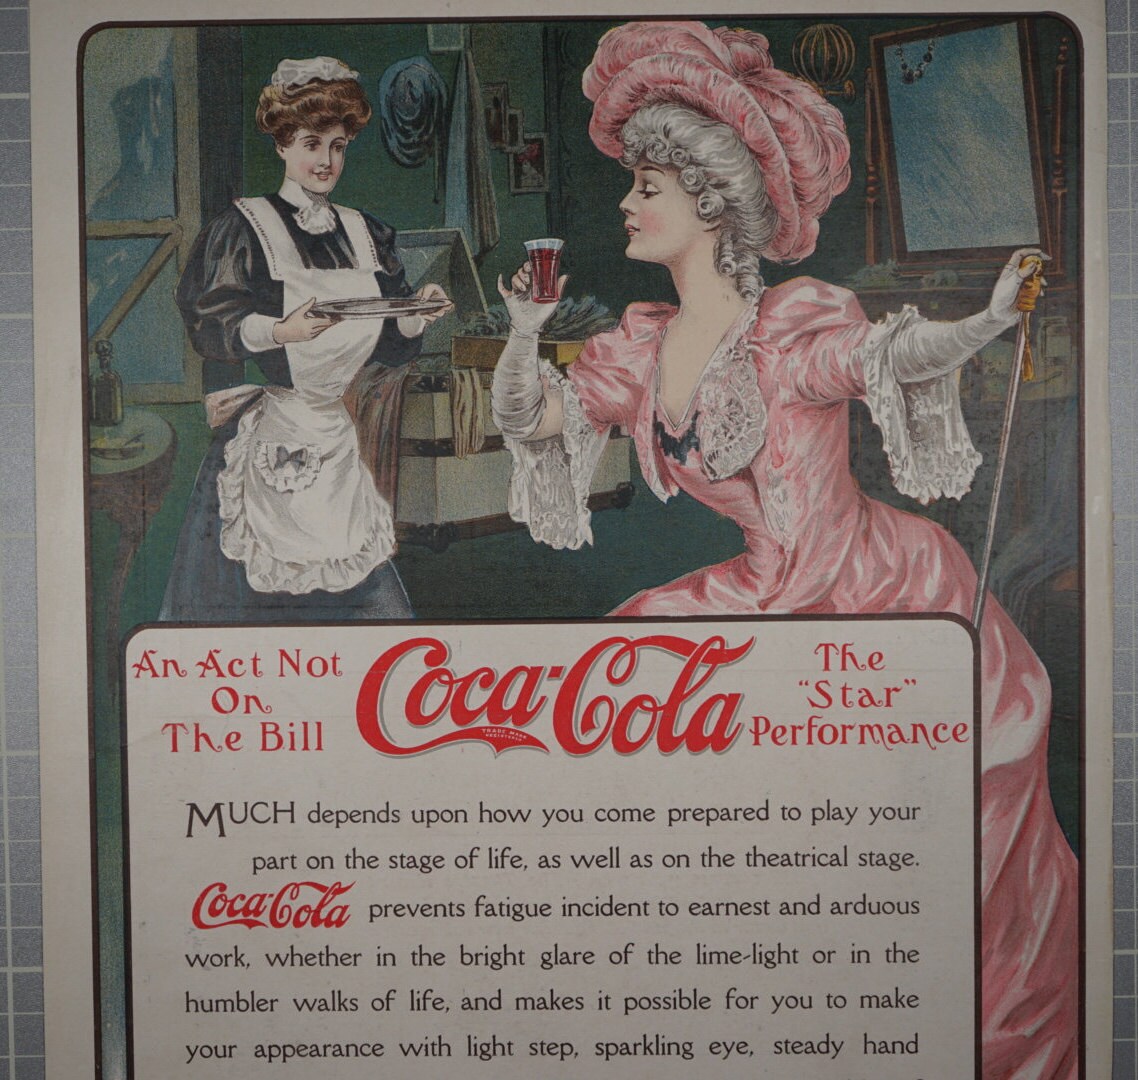 An Act Not
On
The Bill
Coca-Cola
TRADE MARK
REGISTERED
The
"Star"
Performance
MUCH depends upon how you come prepared to play your
part on the stage of life, as well as on the theatrical stage.
Coca-Cola prevents fatigue incident to earnest and arduous
work, whether in the bright glare of the lime-light or in the
humbler walks of life, and makes it possible for you to make
your appearance with light step, sparkling eye, steady hand